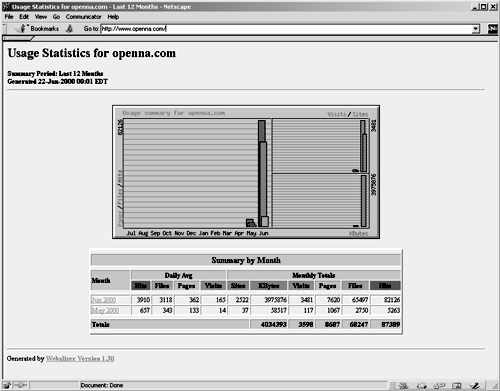 Usage Statistics for openna.com - Last 12 Months - Netscape
File Edit View Go Communicator Help
Bookmarks Go to: http://www.openna.com/
Usage Statistics for openna.com
Summary Period: Last 12 Months
Generated 22-Jun-2000 00:01 EDT
Usage summary for openna.com Visits/Sites
82126 3481
Pages/Files/Hits
3975876
Jul Aug Sep Oct Nov Dec Jan Feb Mar Apr May Jun KBytes
Summary by Month
Month Daily Avg Monthly Totals
Hits Files Pages Visits Sites KBytes Visits Pages Files Hits
Jun 2000 3910 3118 362 165 2522 3975876 3481 7620 65497 82126
May 2000 657 343 133 14 37 58517 117 1067 2750 5263
Totals 4034393 3598 8687 68247 87389
Generated by Webalizer Version 1.30
Document: Done